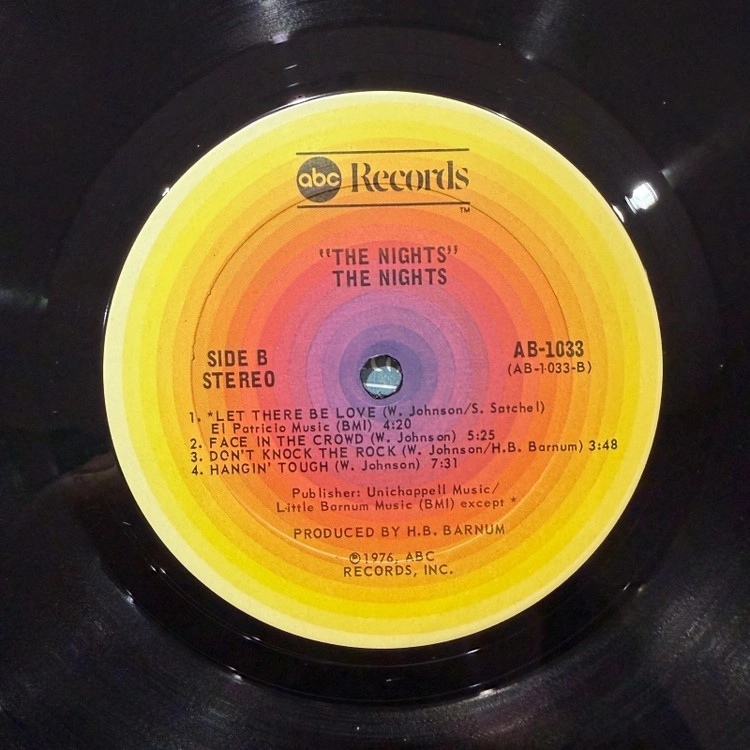 abc Records
TM
"THE NIGHTS"
THE NIGHTS
SIDE B
STEREO
AB-1033
(AB-1033-B)
1. *LET THERE BE LOVE (W. Johnson/S. Satchel)
El Patricio Music (BMI) 4:20
2. FACE IN THE CROWD (W. Johnson) 5:25
3. DON'T KNOCK THE ROCK (W. Johnson/H.B. Barnum) 3:48
4. HANGIN' TOUGH (W. Johnson) 7:31
Publisher: Unichappell Music/
Little Barnum Music (BMI) except *
PRODUCED BY H.B. BARNUM
℗1976, ABC
RECORDS, INC.